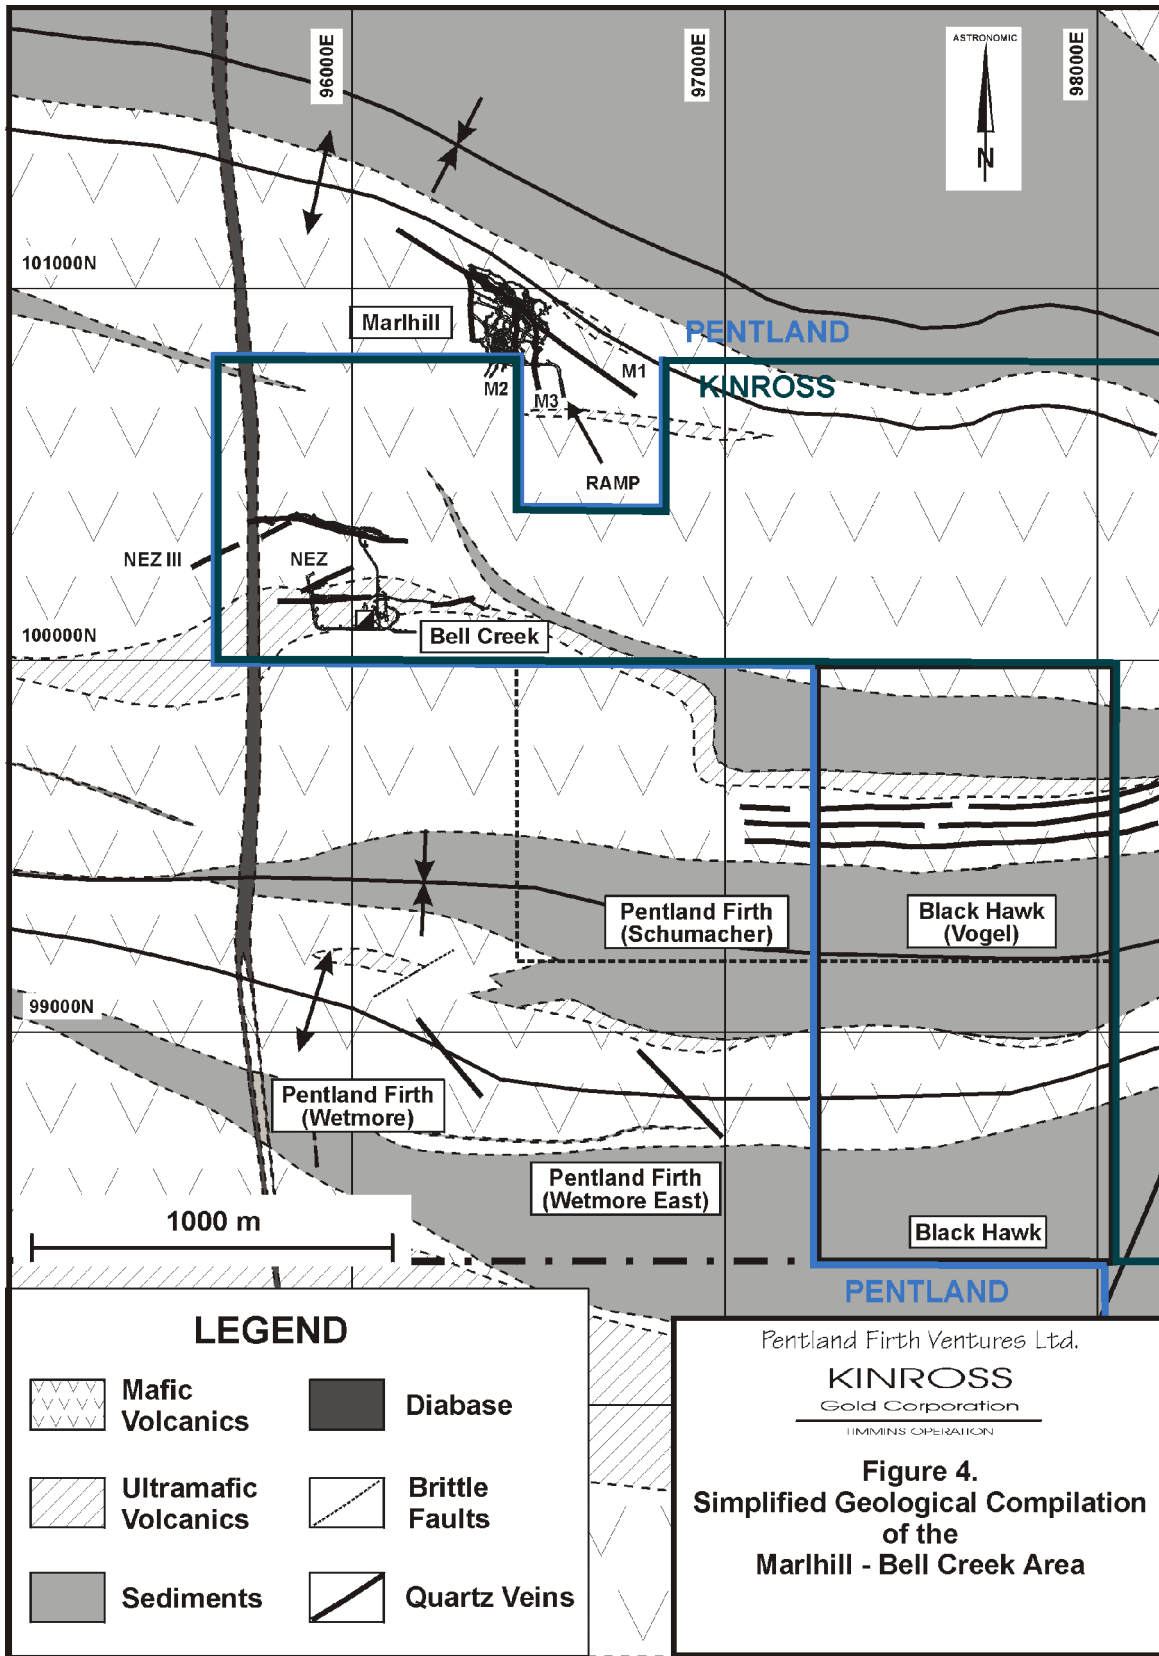 96000E
97000E
98000E
ASTRONOMIC
N
101000N
Marlhill
PENTLAND
KINROSS
M1
M2
M3
RAMP
NEZ III
NEZ
100000N
Bell Creek
Pentland Firth
(Schumacher)
Black Hawk
(Vogel)
99000N
Pentland Firth
(Wetmore)
Pentland Firth
(Wetmore East)
1000 m
Black Hawk
PENTLAND
LEGEND
Mafic
Volcanics
Diabase
Ultramafic
Volcanics
Brittle
Faults
Sediments
Quartz Veins
Pentland Firth Ventures Ltd.
KINROSS
Gold Corporation
TIMMINS OPERATION
Figure 4.
Simplified Geological Compilation
of the
Marlhill - Bell Creek Area